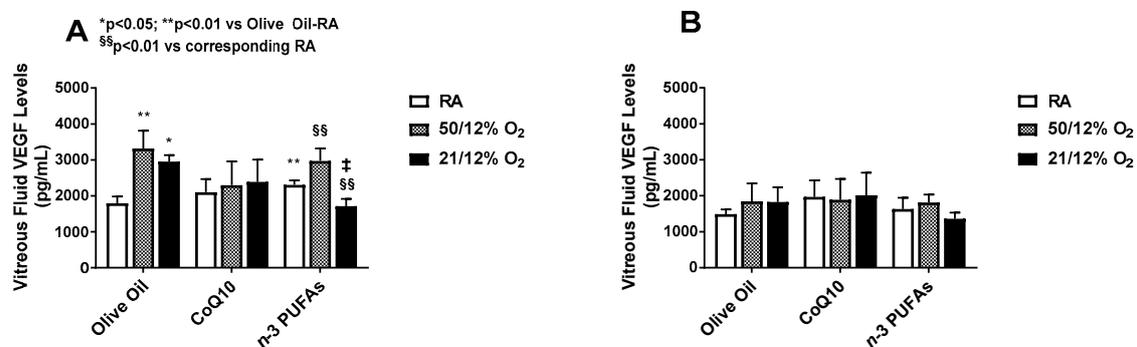 A
*p<0.05; **p<0.01 vs Olive Oil-RA
§§p<0.01 vs corresponding RA
Vitreous Fluid VEGF Levels
(pg/mL)
5000
4000
3000
2000
1000
0
**
*
**
§§
‡
§§
Olive Oil
CoQ10
n-3 PUFAs
RA
50/12% O2
21/12% O2
B
Vitreous Fluid VEGF Levels
(pg/mL)
5000
4000
3000
2000
1000
0
Olive Oil
CoQ10
n-3 PUFAs
RA
50/12% O2
21/12% O2